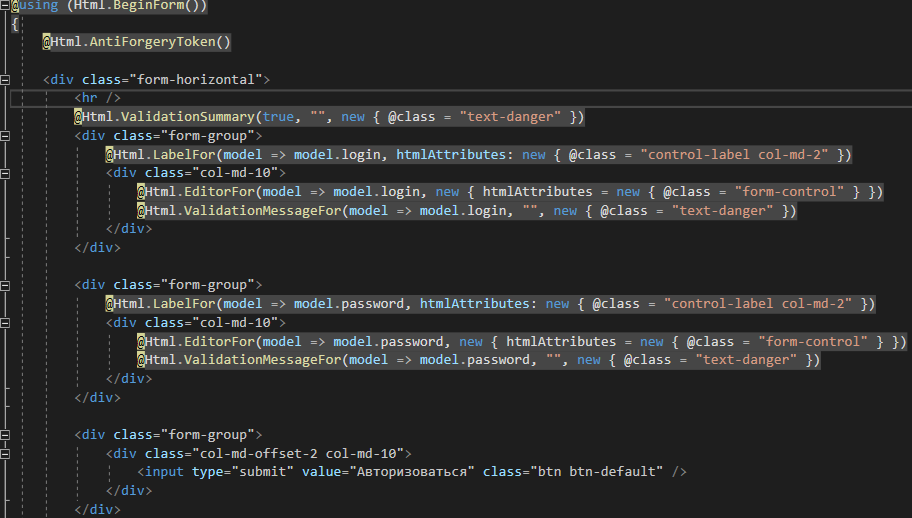 @using (Html.BeginForm())
{
@Html.AntiForgeryToken()
<div class="form-horizontal">
<hr />
@Html.ValidationSummary(true, "", new { @class = "text-danger" })
<div class="form-group">
@Html.LabelFor(model => model.login, htmlAttributes: new { @class = "control-label col-md-2" })
<div class="col-md-10">
@Html.EditorFor(model => model.login, new { htmlAttributes = new { @class = "form-control" } })
@Html.ValidationMessageFor(model => model.login, "", new { @class = "text-danger" })
</div>
</div>
<div class="form-group">
@Html.LabelFor(model => model.password, htmlAttributes: new { @class = "control-label col-md-2" })
<div class="col-md-10">
@Html.EditorFor(model => model.password, new { htmlAttributes = new { @class = "form-control" } })
@Html.ValidationMessageFor(model => model.password, "", new { @class = "text-danger" })
</div>
</div>
<div class="form-group">
<div class="col-md-offset-2 col-md-10">
<input type="submit" value="Авторизоваться" class="btn btn-default" />
</div>
</div>